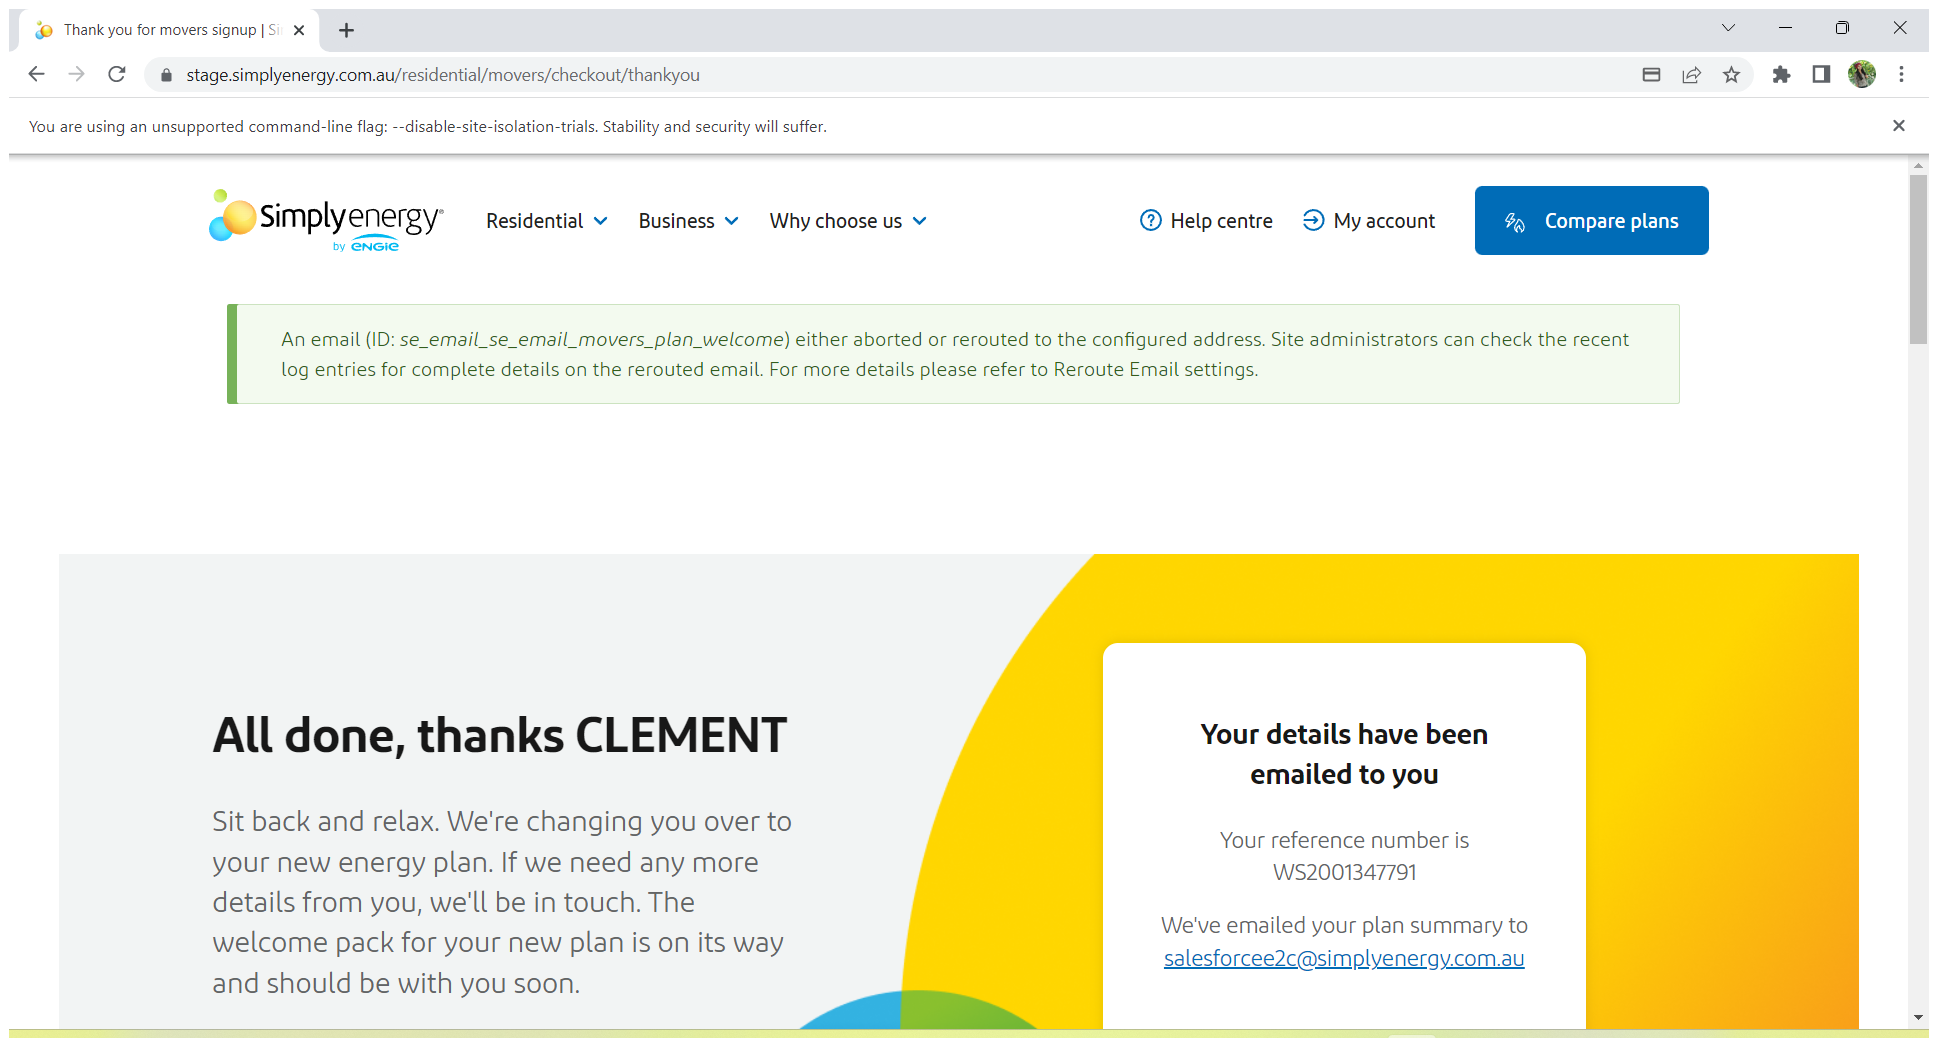 Thank you for movers signup | Si
stage.simplyenergy.com.au/residential/movers/checkout/thankyou
You are using an unsupported command-line flag: --disable-site-isolation-trials. Stability and security will suffer.
Simplyenergy®
by ENGIE
Residential
Business
Why choose us
Help centre
My account
Compare plans
An email (ID: se_email_se_email_movers_plan_welcome) either aborted or rerouted to the configured address. Site administrators can check the recent
log entries for complete details on the rerouted email. For more details please refer to Reroute Email settings.
All done, thanks CLEMENT
Sit back and relax. We're changing you over to
your new energy plan. If we need any more
details from you, we'll be in touch. The
welcome pack for your new plan is on its way
and should be with you soon.
Your details have been
emailed to you
Your reference number is
WS2001347791
We've emailed your plan summary to
salesforcee2c@simplyenergy.com.au